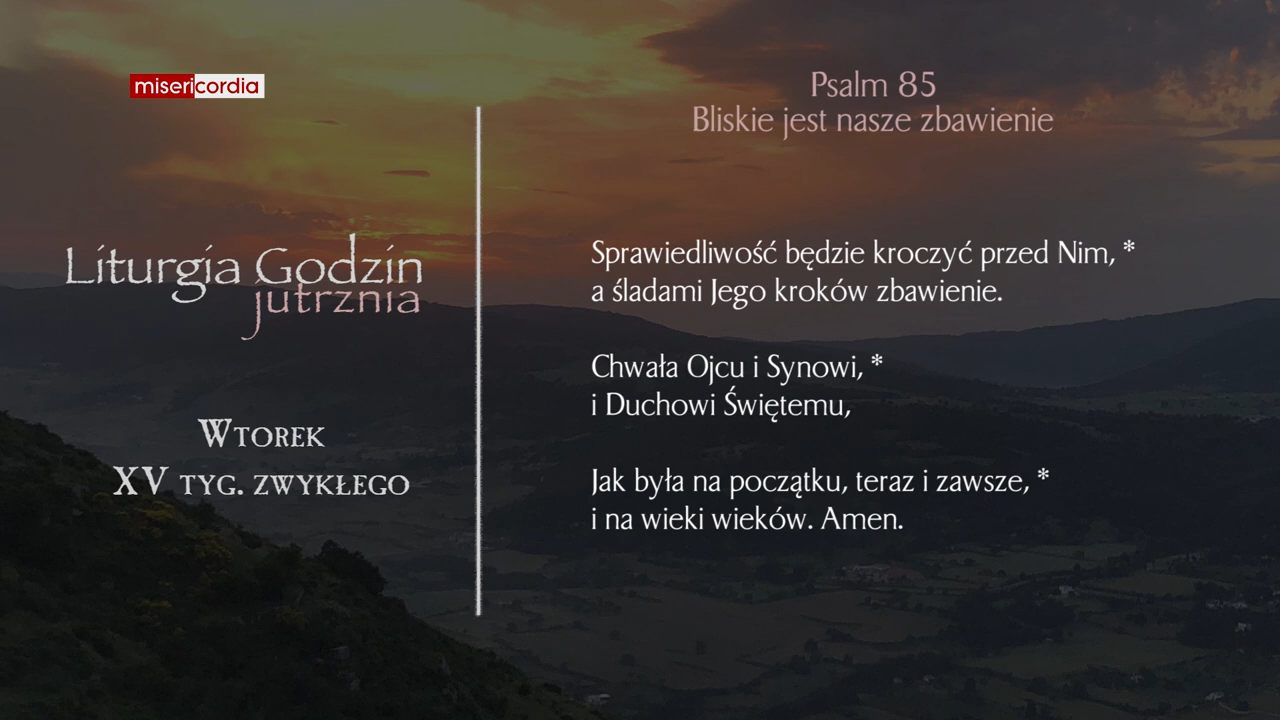 misericordia
Liturgia Godzin
jutrznia
Wtorek
XV tyg. zwykłego
Psalm 85
Bliskie jest nasze zbawienie
Sprawiedliwość będzie kroczyć przed Nim, *
a śladami Jego kroków zbawienie.
Chwała Ojcu i Synowi, *
i Duchowi Świętemu,
Jak była na początku, teraz i zawsze, *
i na wieki wieków. Amen.